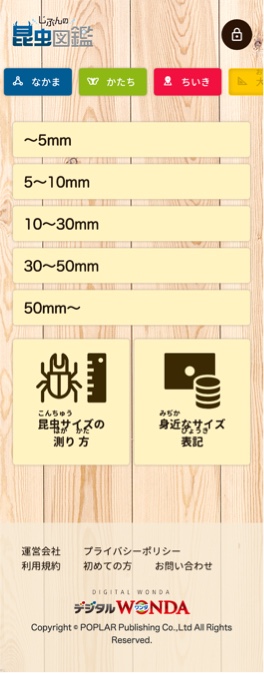 じぶんの
昆虫図鑑
なかま
かたち
ちいき
〜5mm
5〜10mm
10〜30mm
30〜50mm
50mm〜
こんちゅう
昆虫サイズの
はか かた
測り方
みぢか
身近なサイズ
ひょうき
表記
運営会社 プライバシーポリシー
利用規約 初めての方 お問い合わせ
DIGITAL WONDA
デジタルWONDA
ワンダ
Copyright © POPLAR Publishing Co.,Ltd All Rights
Reserved.